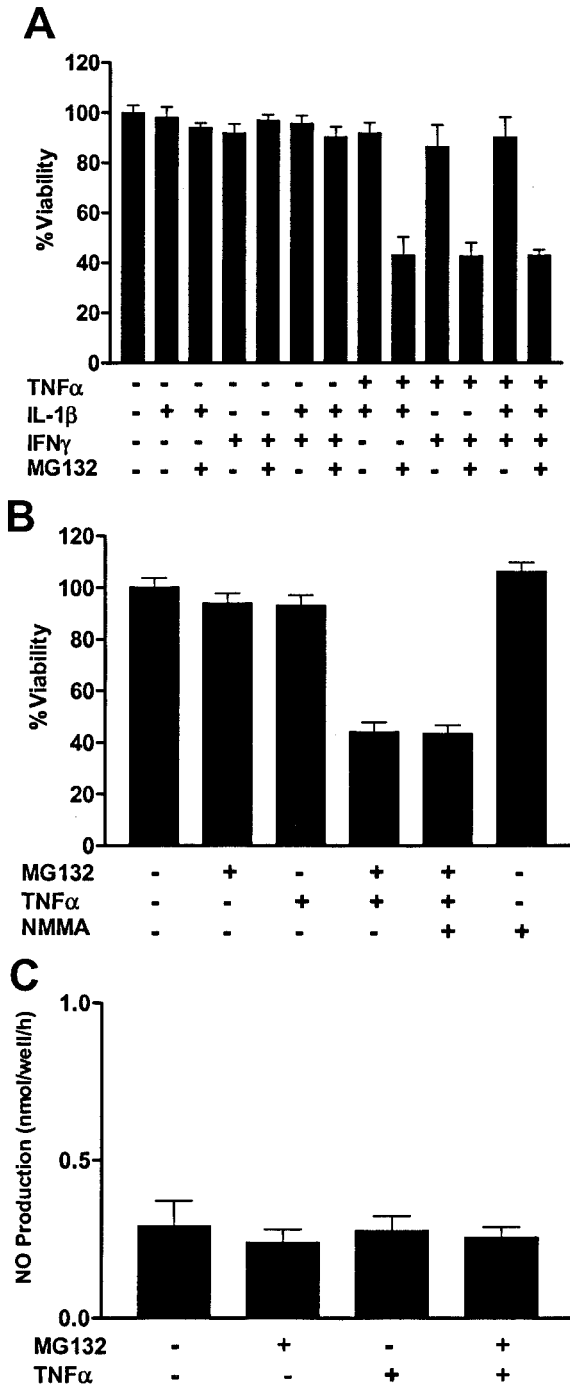 A
120
100
80
60
40
20
0
% Viability
TNFα - - - - - - - + + + + + +
IL-1β - + + - - + + + + - - + +
IFNγ - - - + + + + - - + + + +
MG132 - - + - + - + - + - + - +
B
120
100
80
60
40
20
0
% Viability
MG132 - + - + + -
TNFα - - + + + -
NMMA - - - - + +
C
1.0
0.5
0.0
NO Production (nmol/well/h)
MG132 - + - +
TNFα - - + +